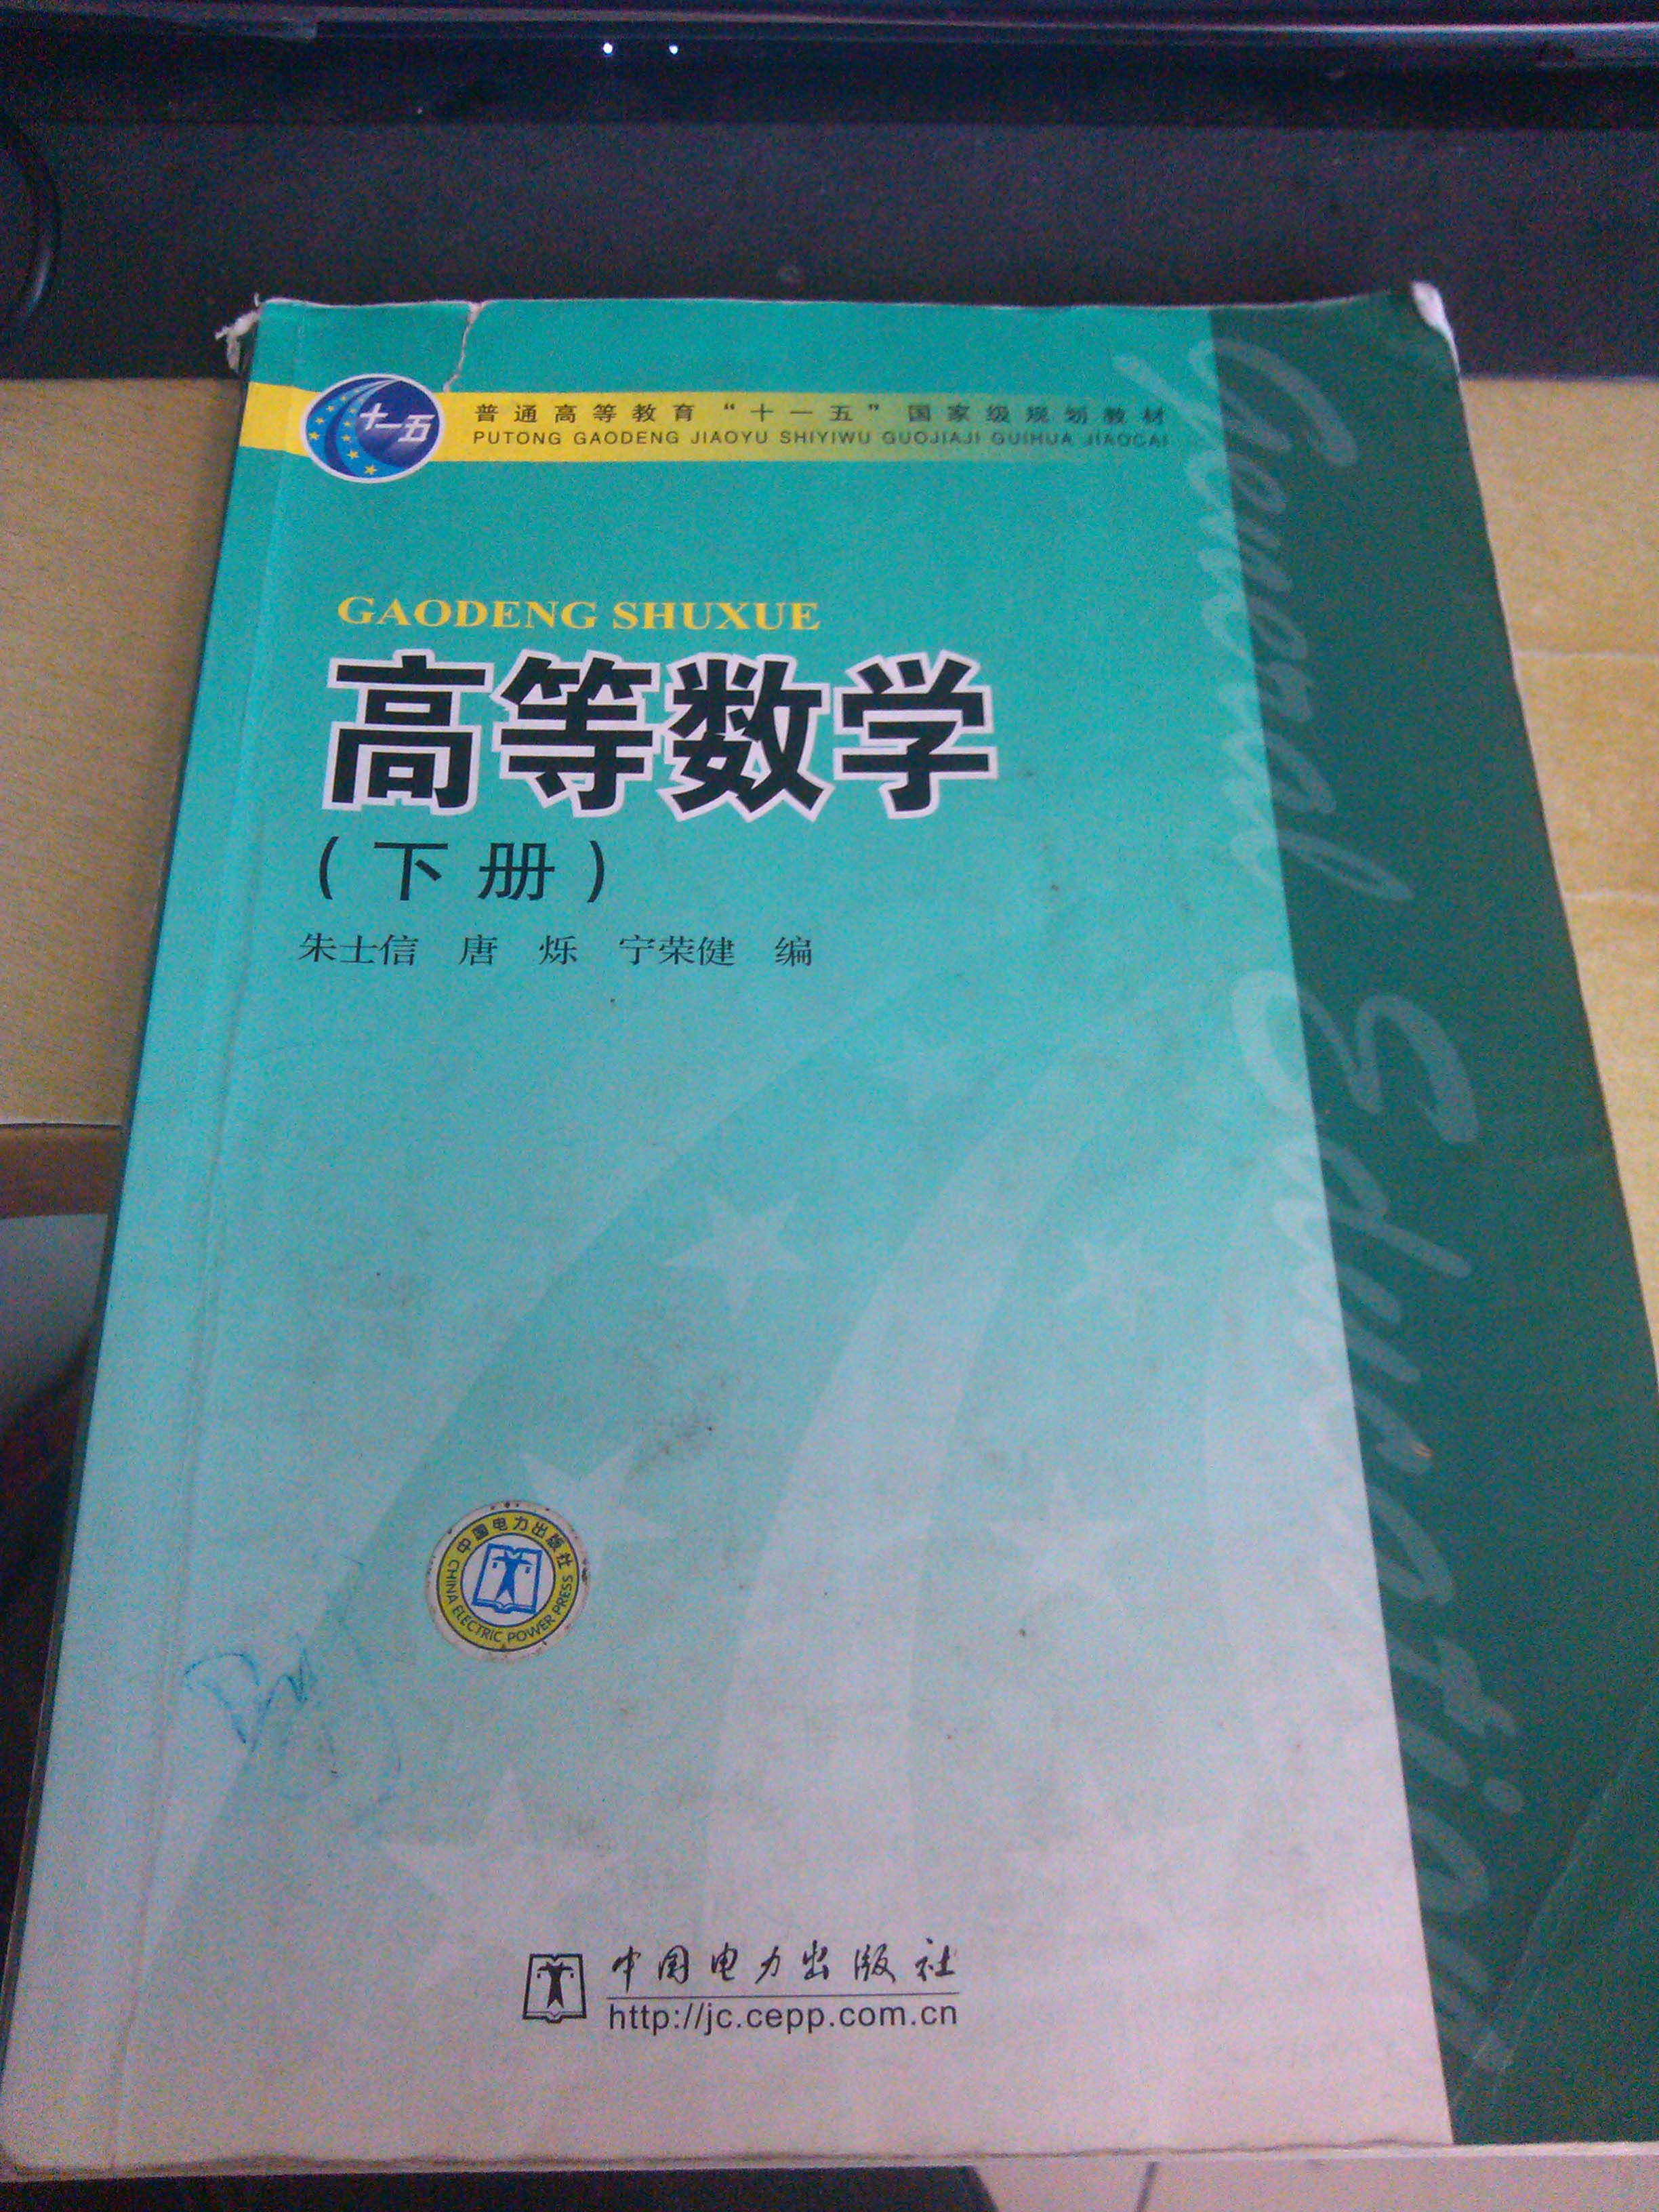 十一五
普通高等教育“十一五”国家级规划教材
PUTONG GAODENG JIAOYU SHIYIWU GUOJIAJI GUIHUA JIAOCAI
GAODENG SHUXUE
高等数学
(下册)
朱士信 唐 烁 宁荣健 编
General Education
中国电力出版社
CHINA ELECTRIC POWER PRESS
中国电力出版社
http://jc.cepp.com.cn